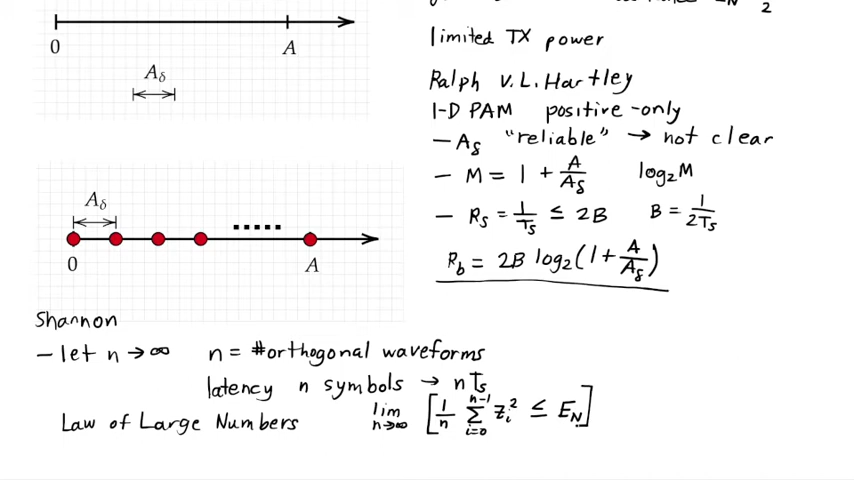 0 A
A_δ
limited TX power
Ralph V.L. Hartley
1-D PAM positive-only
- A_δ "reliable" → not clear
- M = 1 + A/A_δ log₂M
- R_s = 1/T_s ≤ 2B B = 1/(2T_s)
A_δ
.....
0 A
R_b = 2B log₂(1 + A/A_δ)
Shannon
- let n → ∞ n = #orthogonal waveforms
latency n symbols → nT_s
Law of Large Numbers lim n→∞ [1/n Σ_{i=0}^{n-1} z_i² ≤ E_N]